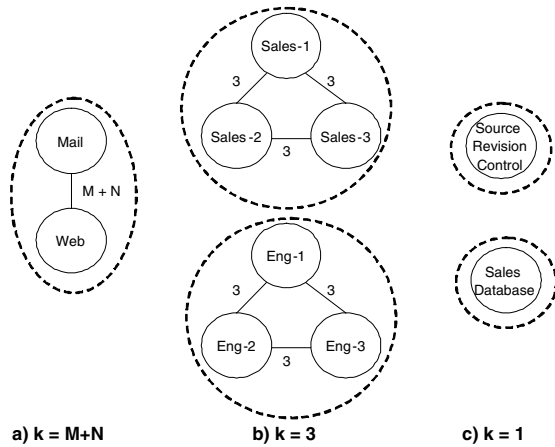 Mail
M + N
Web
Sales-1
3
3
Sales-2
Sales-3
3
Eng-1
3
3
Eng-2
Eng-3
3
Source
Revision
Control
Sales
Database
a) k = M+N
b) k = 3
c) k = 1